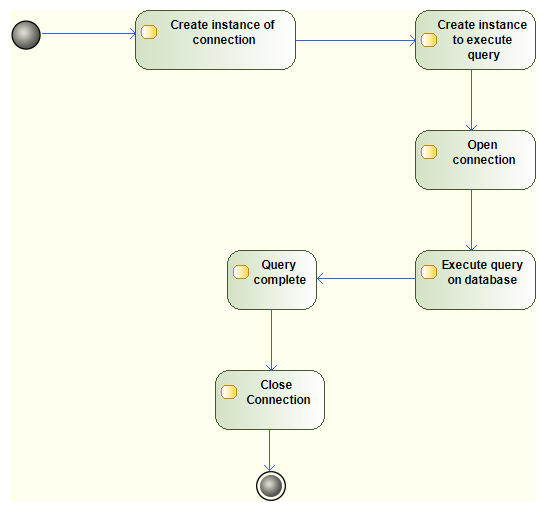 Create instance of
connection
Create instance
to execute
query
Open
connection
Execute query
on database
Query
complete
Close
Connection